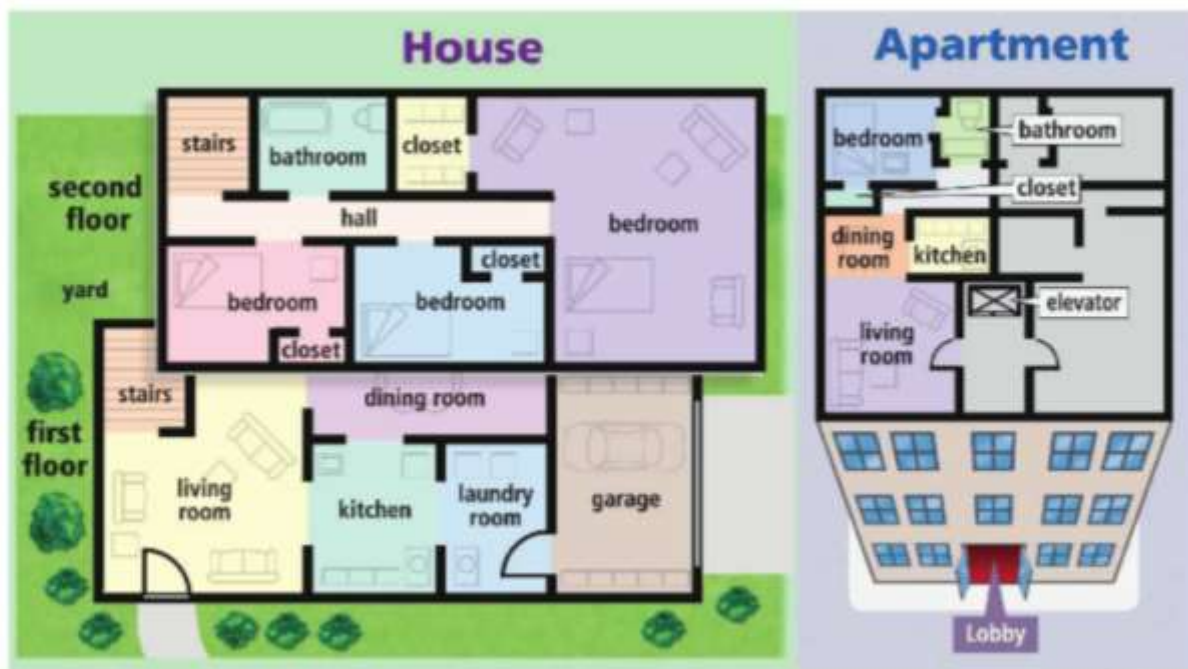 House
second
floor
yard
first
floor
stairs
bathroom
closet
hall
bedroom
bedroom
closet
bedroom
closet
stairs
dining room
living
room
kitchen
laundry
room
garage
Apartment
bedroom
bathroom
closet
dining
room
kitchen
elevator
living
room
Lobby